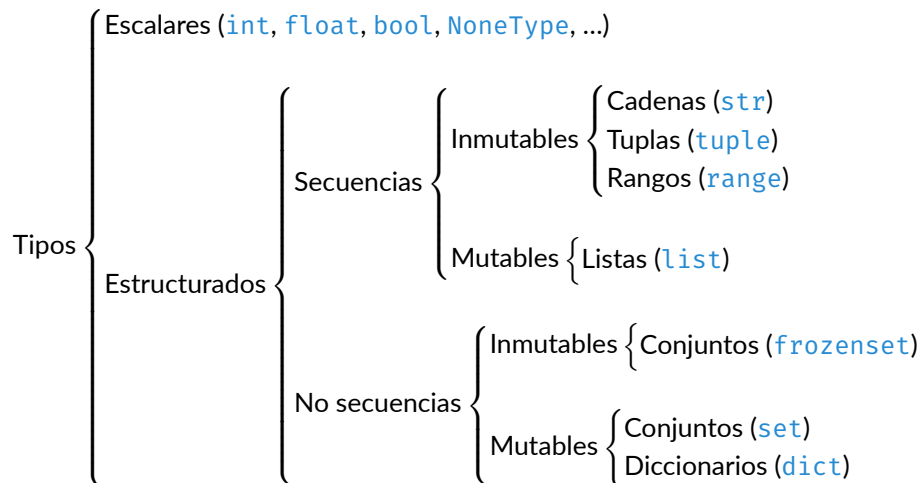 Escalares (int, float, bool, NoneType, …)
Cadenas (str)
Inmutables
Tuplas (tuple)
Secuencias
Rangos (range)
Tipos
Mutables
Listas (list)
Estructurados
Inmutables
Conjuntos (frozenset)
No secuencias
Conjuntos (set)
Mutables
Diccionarios (dict)